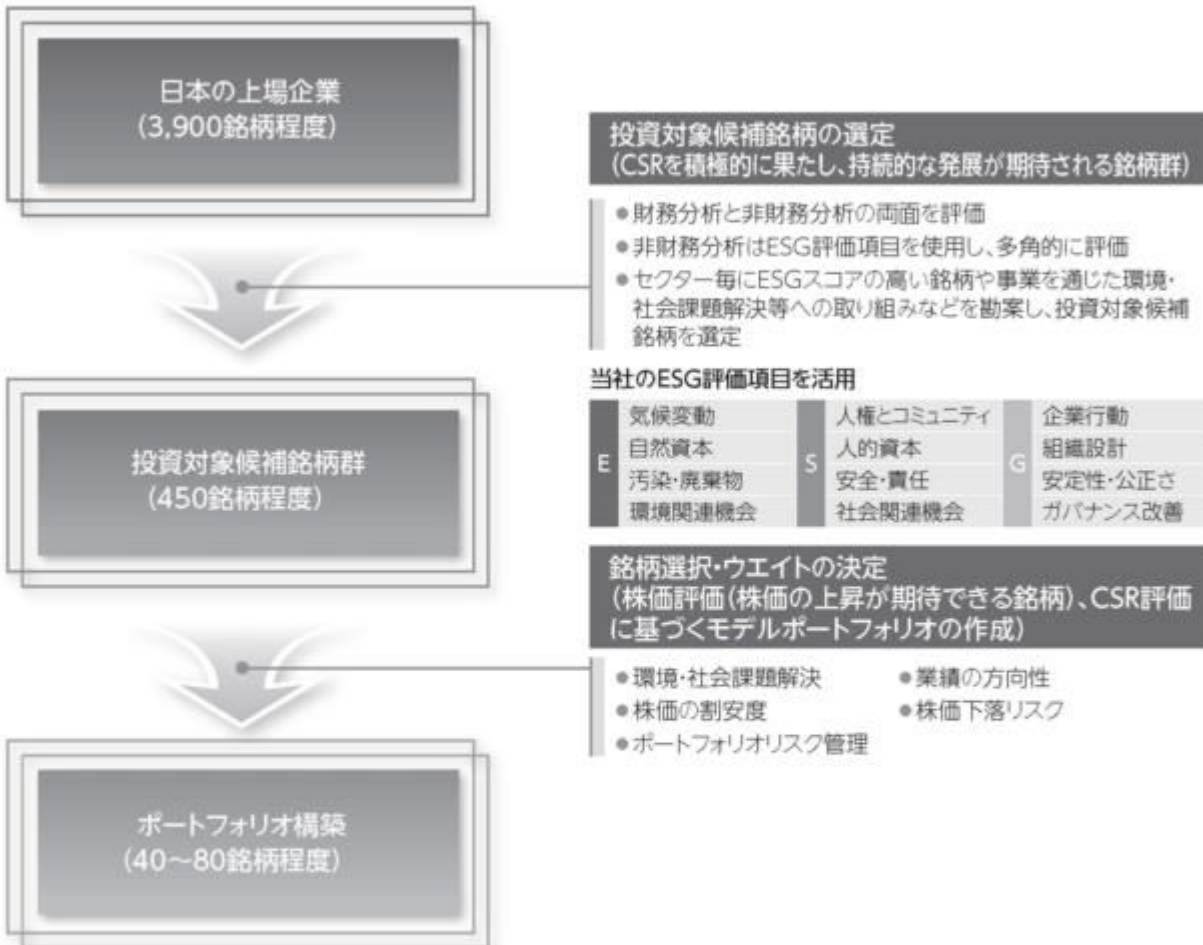 日本の上場企業
(3,900銘柄程度)
投資対象候補銘柄の選定
(CSRを積極的に果たし、持続的な発展が期待される銘柄群)
●財務分析と非財務分析の両面を評価
●非財務分析はESG評価項目を使用し、多角的に評価
●セクター毎にESGスコアの高い銘柄や事業を通じた環境・
社会課題解決等への取り組みなどを勘案し、投資対象候補
銘柄を選定
当社のESG評価項目を活用
E
気候変動
自然資本
汚染・廃棄物
環境関連機会
S
人権とコミュニティ
人的資本
安全・責任
社会関連機会
G
企業行動
組織設計
安定性・公正さ
ガバナンス改善
投資対象候補銘柄群
(450銘柄程度)
銘柄選択・ウエイトの決定
(株価評価(株価の上昇が期待できる銘柄)、CSR評価
に基づくモデルポートフォリオの作成)
●環境・社会課題解決
●業績の方向性
●株価の割安度
●株価下落リスク
●ポートフォリオリスク管理
ポートフォリオ構築
(40～80銘柄程度)